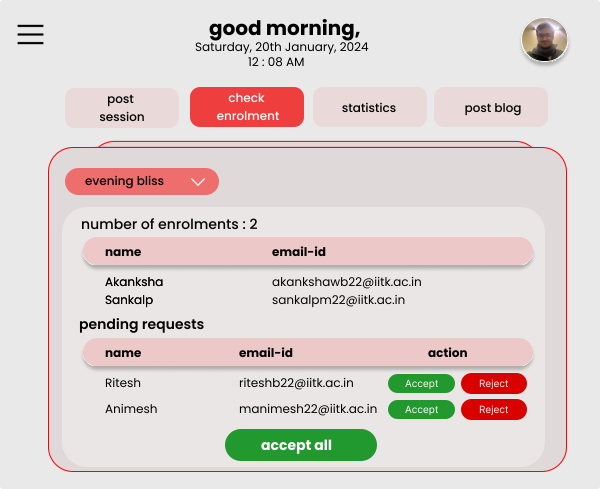 good morning,
Saturday, 20th January, 2024
12 : 08 AM
post
session
check
enrolment
statistics
post blog
evening bliss
number of enrolments : 2
name email-id
Akanksha akankshawb22@iitk.ac.in
Sankalp sankalpm22@iitk.ac.in
pending requests
name email-id action
Ritesh riteshb22@iitk.ac.in Accept Reject
Animesh manimesh22@iitk.ac.in Accept Reject
accept all